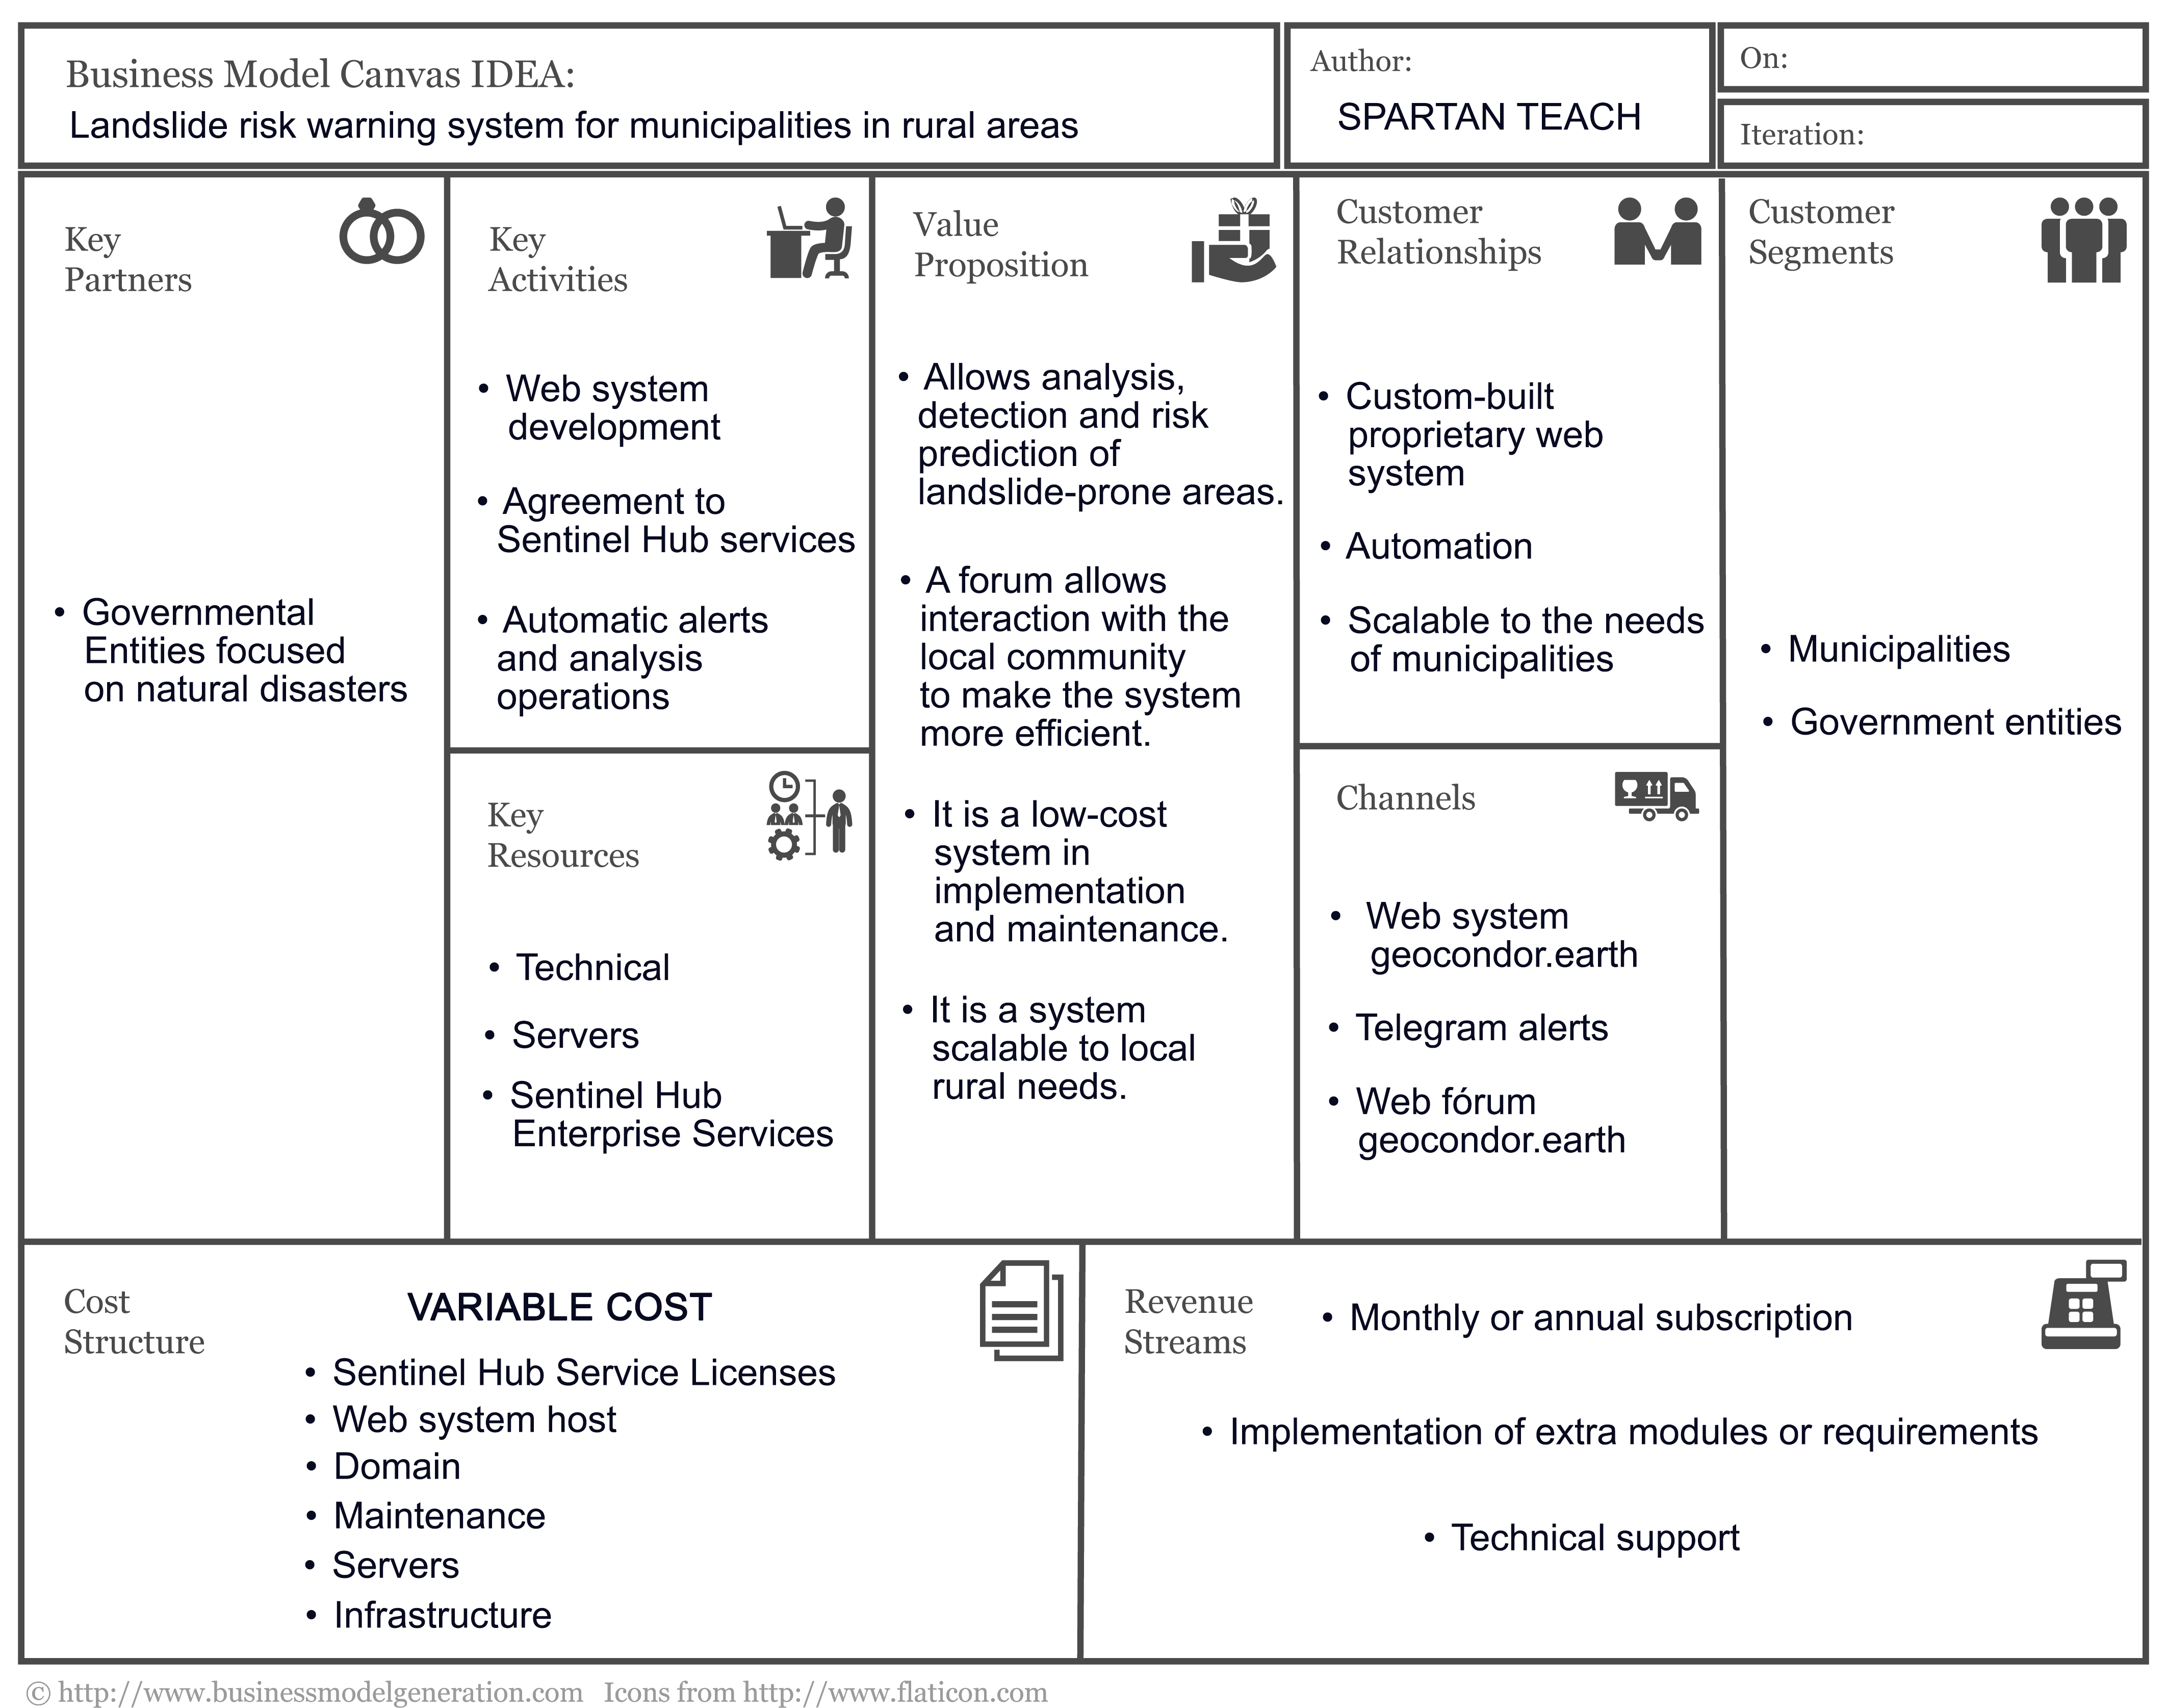 Business Model Canvas IDEA:
Landslide risk warning system for municipalities in rural areas
Author:
SPARTAN TEACH
On:
Iteration:
Key
Partners
• Governmental
Entities focused
on natural disasters
Key
Activities
• Web system
development
• Agreement to
Sentinel Hub services
• Automatic alerts
and analysis
operations
Key
Resources
• Technical
• Servers
• Sentinel Hub
Enterprise Services
Value
Proposition
• Allows analysis,
detection and risk
prediction of
landslide-prone areas.
• A forum allows
interaction with the
local community
to make the system
more efficient.
• It is a low-cost
system in
implementation
and maintenance.
• It is a system
scalable to local
rural needs.
Customer
Relationships
• Custom-built
proprietary web
system
• Automation
• Scalable to the needs
of municipalities
Channels
• Web system
geocondor.earth
• Telegram alerts
• Web fórum
geocondor.earth
Customer
Segments
• Municipalities
• Government entities
Cost
Structure
VARIABLE COST
• Sentinel Hub Service Licenses
• Web system host
• Domain
• Maintenance
• Servers
• Infrastructure
Revenue
Streams
• Monthly or annual subscription
• Implementation of extra modules or requirements
• Technical support
© http://www.businessmodelgeneration.com Icons from http://www.flaticon.com